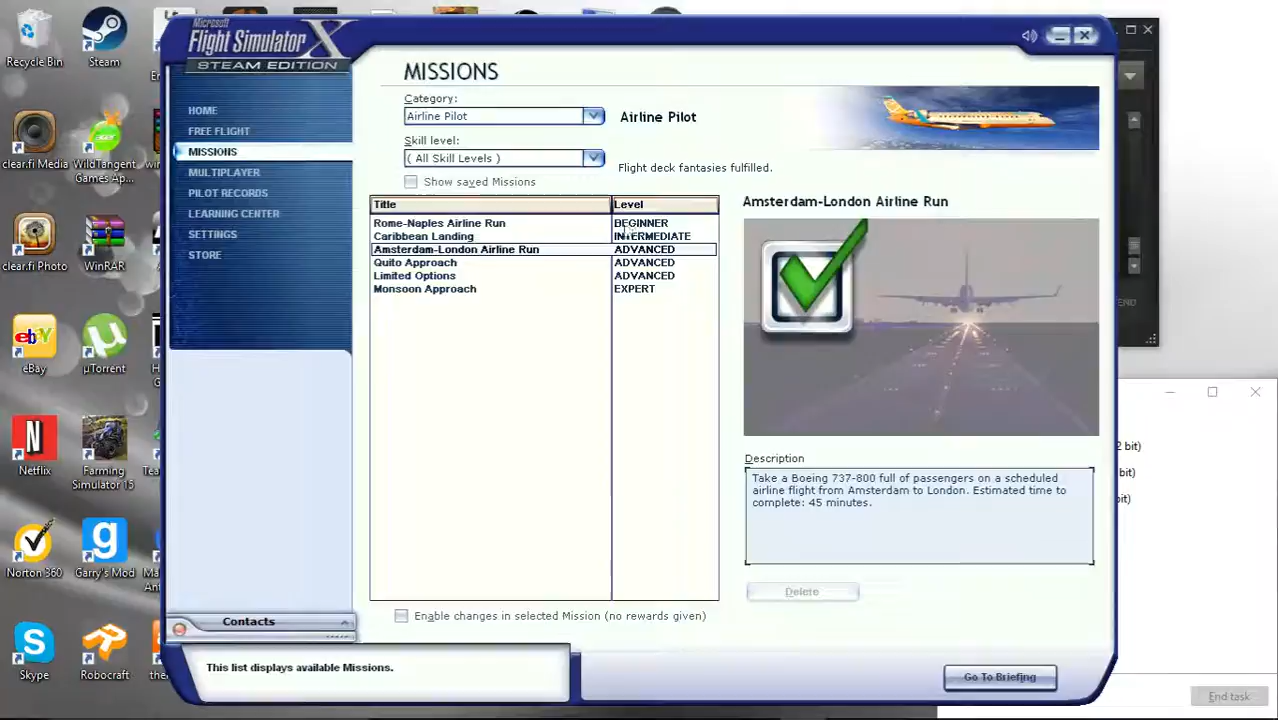 Microsoft
Flight Simulator X
STEAM EDITION
HOME
FREE FLIGHT
MISSIONS
MULTIPLAYER
PILOT RECORDS
LEARNING CENTER
SETTINGS
STORE
Contacts
This list displays available Missions.
MISSIONS
Category:
Airline Pilot
Airline Pilot
Skill level:
( All Skill Levels )
Flight deck fantasies fulfilled.
Show saved Missions
Title Level
Rome-Naples Airline Run BEGINNER
Caribbean Landing INTERMEDIATE
Amsterdam-London Airline Run ADVANCED
Quito Approach ADVANCED
Limited Options ADVANCED
Monsoon Approach EXPERT
Enable changes in selected Mission (no rewards given)
Amsterdam-London Airline Run
Description
Take a Boeing 737-800 full of passengers on a scheduled
airline flight from Amsterdam to London. Estimated time to
complete: 45 minutes.
Delete
Go To Briefing
Recycle Bin
Steam
clear.fi Media
WildTangent
Games Ap...
clear.fi Photo
WinRAR
eBay
µTorrent
Netflix
Farming
Simulator 15
Norton 360
Garry's Mod
Skype
Robocraft
bit)
bit)
End task